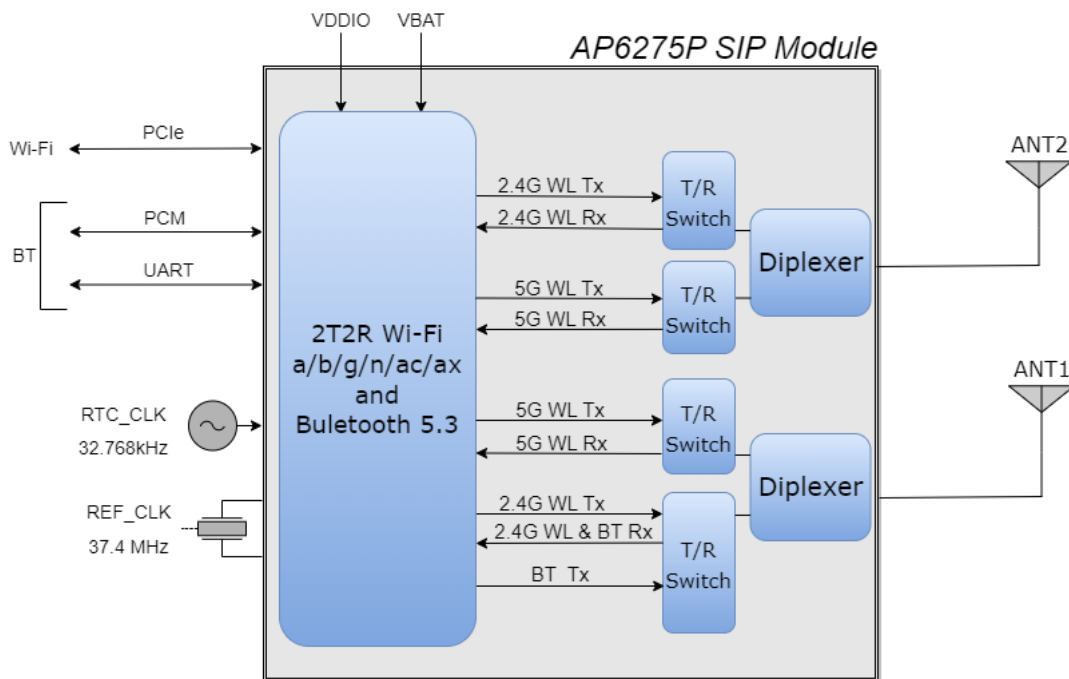 VDDIO
VBAT
AP6275P SIP Module
Wi-Fi
PCIe
BT
PCM
UART
RTC_CLK
32.768kHz
REF_CLK
37.4 MHz
2T2R Wi-Fi
a/b/g/n/ac/ax
and
Buletooth 5.3
2.4G WL Tx
2.4G WL Rx
T/R
Switch
5G WL Tx
5G WL Rx
T/R
Switch
Diplexer
ANT2
5G WL Tx
5G WL Rx
T/R
Switch
2.4G WL Tx
2.4G WL & BT Rx
BT Tx
T/R
Switch
Diplexer
ANT1